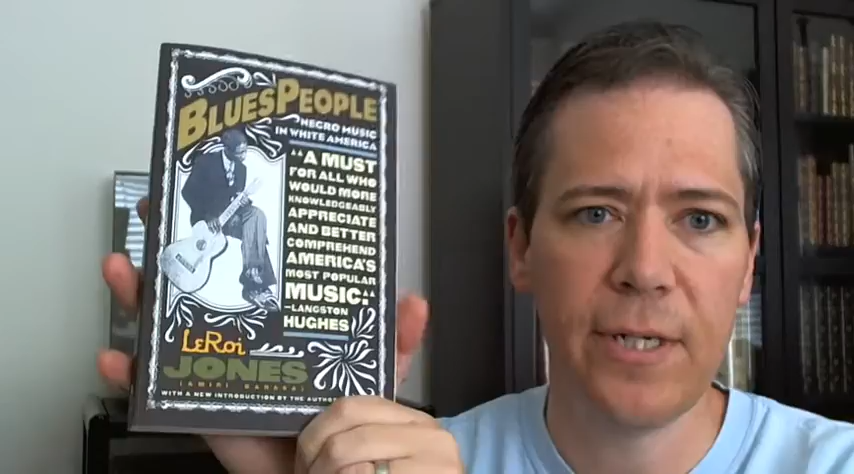 BLUES PEOPLE
NEGRO MUSIC
IN WHITE AMERICA
"A MUST
FOR ALL WHO
WOULD MORE
KNOWLEDGEABLY
APPRECIATE
AND BETTER
COMPREHEND
AMERICA'S
MOST POPULAR
MUSIC."
—LANGSTON
HUGHES
LEROI
JONES
(AMIRI BARAKA)
WITH A NEW INTRODUCTION BY THE AUTHOR